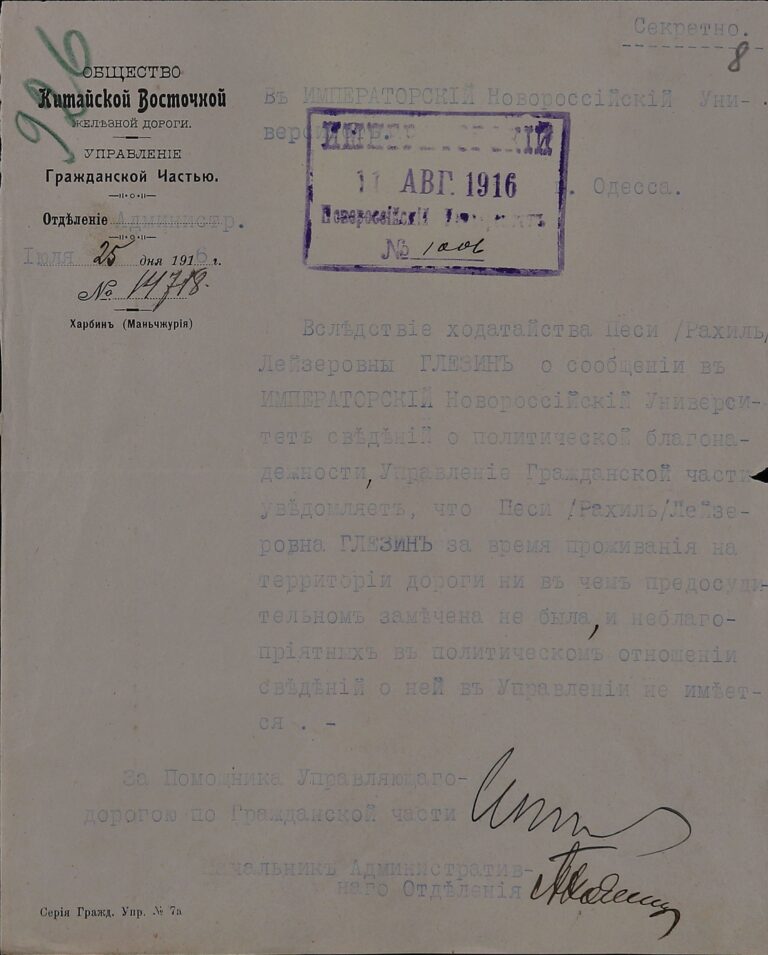 Секретно.
8
926
ОБЩЕСТВО
Китайской Восточной
ЖЕЛѢЗНОЙ ДОРОГИ.
УПРАВЛЕНІЕ
Гражданской Частью.
Отдѣленіе Администр.
Іюля 25 дня 1916 г.
№ 14718.
Харбинъ (Маньчжурія)
Въ ИМПЕРАТОРСКІЙ Новороссійскій Уни-
вер
г. Одесса.
ИМПЕРАТОРСКІЙ
11 АВГ. 1916
Новороссійскій Университетъ
№ 1001
Вслѣдствіе ходатайства Песи /Рахиль/
Лейзеровны ГЛЕЗИНЪ о сообщеніи въ
ИМПЕРАТОРСКІЙ Новороссійскій Универси-
тетъ свѣдѣній о политической благона-
дежности, Управленіе Гражданской части
увѣдомляетъ, что Песи /Рахиль/Лейзе-
ровна ГЛЕЗИНЪ за время проживанія на
территоріи дороги ни въ чемъ предосуди-
тельномъ замѣчена не была, и неблаго-
пріятныхъ въ политическомъ отношеніи
свѣдѣній о ней въ Управленіи не имѣет-
ся . -
За Помощника Управляющаго-
дорогою по Гражданской части
Начальникъ Административ-
наго Отдѣленія
Серія Гражд. Упр. № 7а